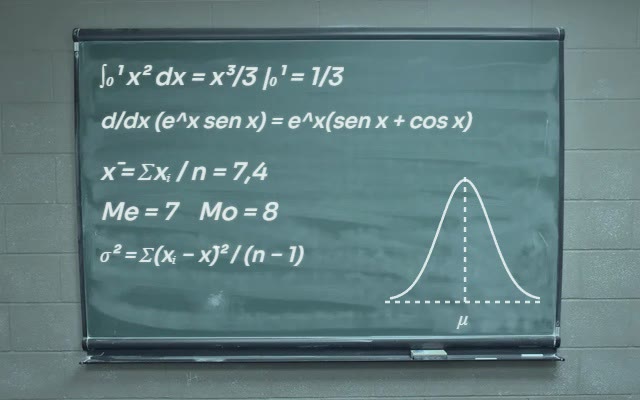 ∫₀¹ x² dx = x³/3 |₀¹ = 1/3
d/dx (e^x sen x) = e^x(sen x + cos x)
x̄ = Σxᵢ / n = 7,4
Me = 7 Mo = 8
σ² = Σ(xᵢ − x̄)² / (n − 1)
μ